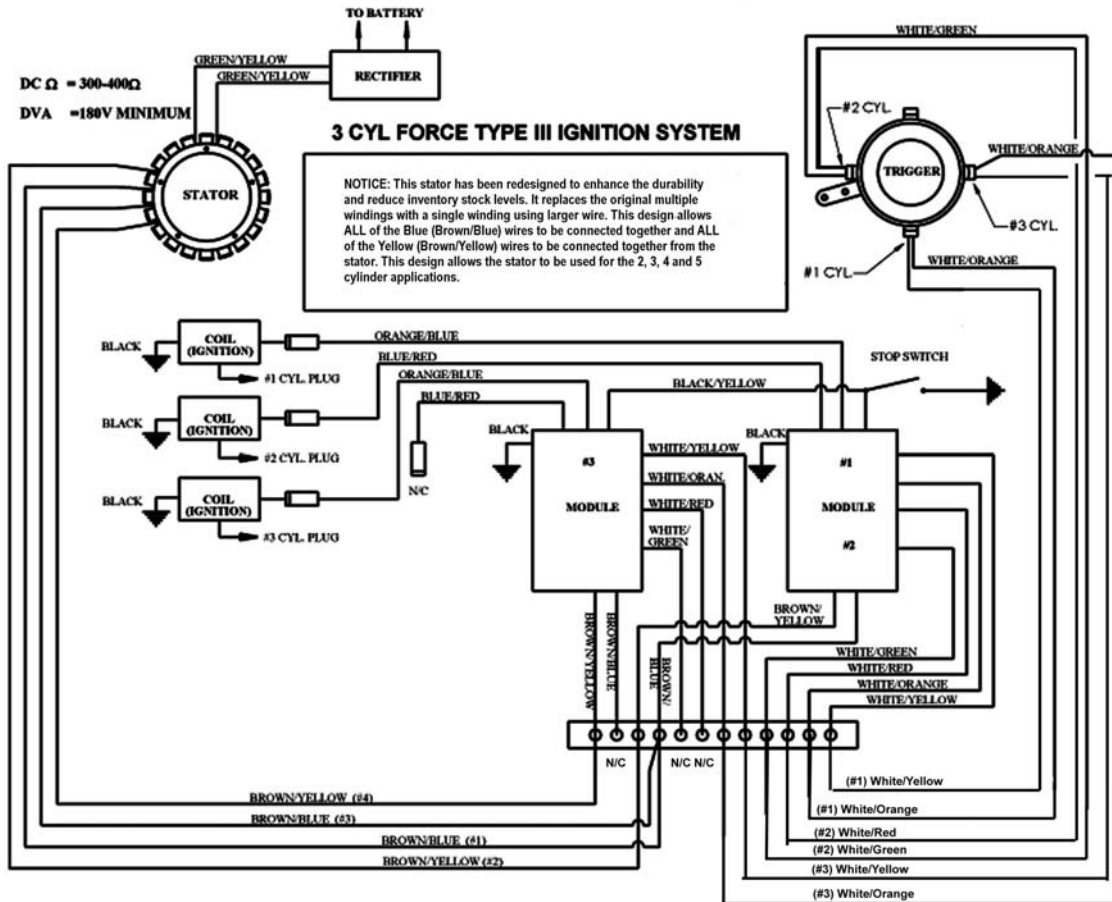 TO BATTERY
GREEN/YELLOW
GREEN/YELLOW
RECTIFIER
DC Ω = 300-400Ω
DVA =180V MINIMUM
STATOR
3 CYL FORCE TYPE III IGNITION SYSTEM
NOTICE: This stator has been redesigned to enhance the durability
and reduce inventory stock levels. It replaces the original multiple
windings with a single winding using larger wire. This design allows
ALL of the Blue (Brown/Blue) wires to be connected together and ALL
of the Yellow (Brown/Yellow) wires to be connected together from the
stator. This design allows the stator to be used for the 2, 3, 4 and 5
cylinder applications.
WHITE/GREEN
#2 CYL.
WHITE/ORANGE
TRIGGER
#3 CYL.
#1 CYL.
WHITE/ORANGE
BLACK
COIL
(IGNITION)
#1 CYL. PLUG
ORANGE/BLUE
BLUE/RED
ORANGE/BLUE
BLUE/RED
BLACK
COIL
(IGNITION)
#2 CYL. PLUG
BLACK
COIL
(IGNITION)
#3 CYL. PLUG
N/C
STOP SWITCH
BLACK/YELLOW
BLACK
#3
MODULE
WHITE/YELLOW
WHITE/ORAN.
WHITE/RED
WHITE/
GREEN
BLACK
#1
MODULE
#2
BROWN/YELLOW
BROWN/BLUE
BROWN/
BLUE
BROWN/
YELLOW
WHITE/GREEN
WHITE/RED
WHITE/ORANGE
WHITE/YELLOW
N/C
N/C N/C
(#1) White/Yellow
(#1) White/Orange
(#2) White/Red
(#2) White/Green
(#3) White/Yellow
(#3) White/Orange
BROWN/YELLOW (#4)
BROWN/BLUE (#3)
BROWN/BLUE (#1)
BROWN/YELLOW (#2)